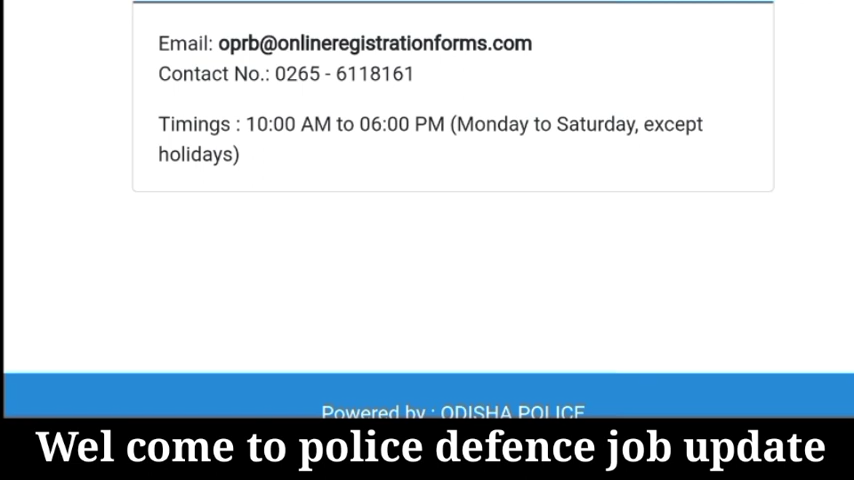 Email: oprb@onlineregistrationforms.com
Contact No.: 0265 - 6118161
Timings : 10:00 AM to 06:00 PM (Monday to Saturday, except
holidays)
Powered by : ODISHA POLICE
Wel come to police defence job update